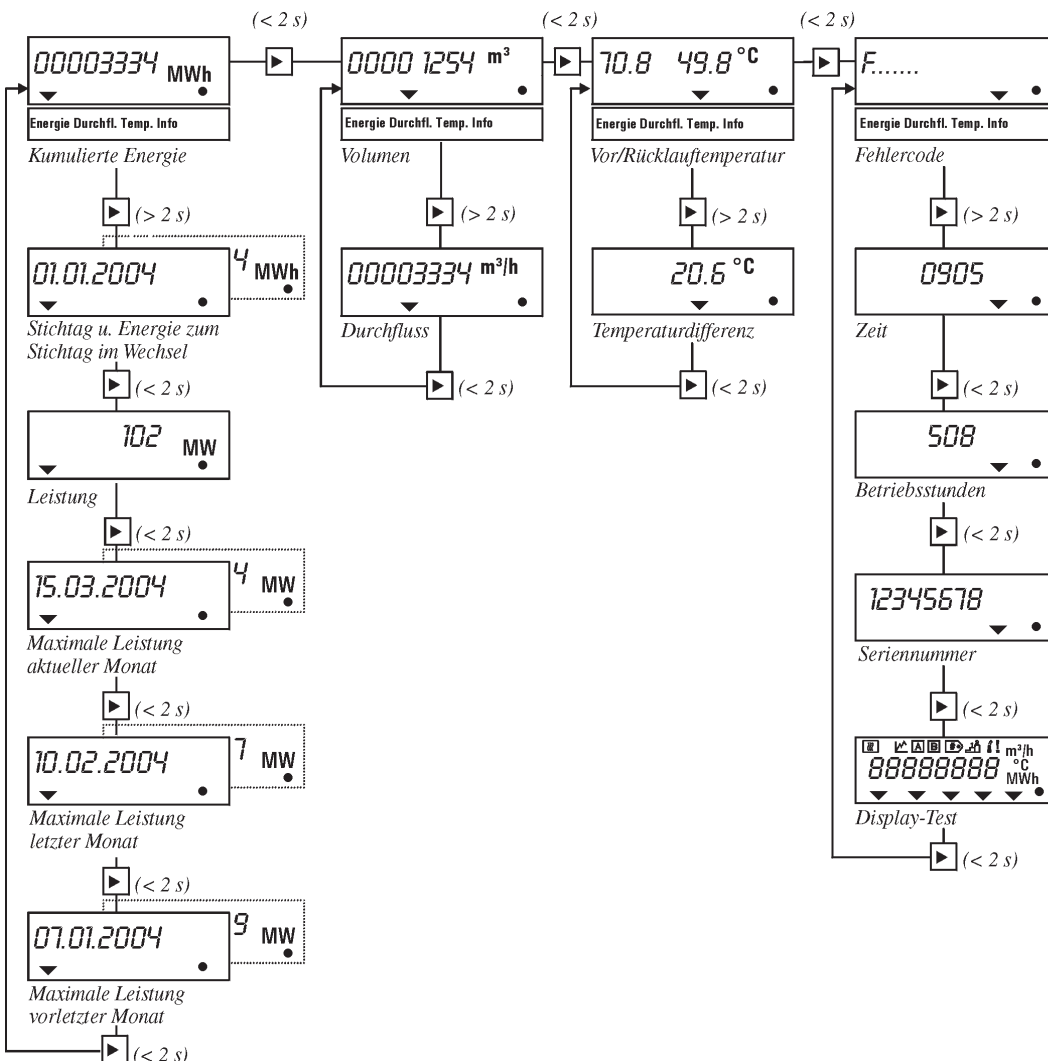 (< 2 s)
(< 2 s)
(< 2 s)
00003334 MWh
Energie Durchfl. Temp. Info
Kumulierte Energie
(> 2 s)
01.01.2004
4 MWh
Stichtag u. Energie zum
Stichtag im Wechsel
(< 2 s)
102 MW
Leistung
(< 2 s)
15.03.2004
4 MW
Maximale Leistung
aktueller Monat
(< 2 s)
10.02.2004
7 MW
Maximale Leistung
letzter Monat
(< 2 s)
07.01.2004
9 MW
Maximale Leistung
vorletzter Monat
(< 2 s)
0000 1254 m³
Energie Durchfl. Temp. Info
Volumen
(> 2 s)
00003334 m³/h
Durchfluss
(< 2 s)
70.8 49.8 °C
Energie Durchfl. Temp. Info
Vor/Rücklauftemperatur
(> 2 s)
20.6 °C
Temperaturdifferenz
(< 2 s)
F......
Energie Durchfl. Temp. Info
Fehlercode
(> 2 s)
0905
Zeit
(< 2 s)
508
Betriebsstunden
(< 2 s)
12345678
Seriennummer
(< 2 s)
A B m³/h
88888888 °C
MWh
Display-Test
(< 2 s)